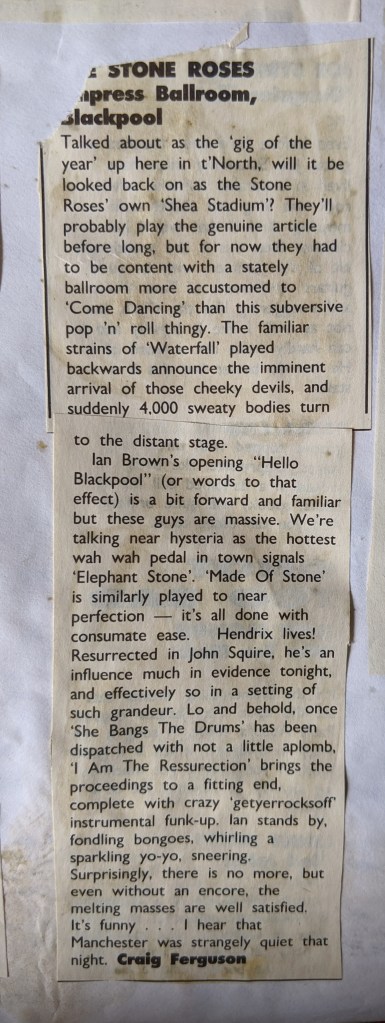 E STONE ROSES
mpress Ballroom,
Blackpool
Talked about as the ‘gig of the
year’ up here in t’North, will it be
looked back on as the Stone
Roses’ own ‘Shea Stadium’? They’ll
probably play the genuine article
before long, but for now they had
to be content with a stately
ballroom more accustomed to
‘Come Dancing’ than this subversive
pop ’n’ roll thingy. The familiar
strains of ‘Waterfall’ played
backwards announce the imminent
arrival of those cheeky devils, and
suddenly 4,000 sweaty bodies turn
to the distant stage.
Ian Brown’s opening “Hello
Blackpool” (or words to that
effect) is a bit forward and familiar
but these guys are massive. We’re
talking near hysteria as the hottest
wah wah pedal in town signals
‘Elephant Stone’. ‘Made Of Stone’
is similarly played to near
perfection — it’s all done with
consumate ease. Hendrix lives!
Resurrected in John Squire, he’s an
influence much in evidence tonight,
and effectively so in a setting of
such grandeur. Lo and behold, once
‘She Bangs The Drums’ has been
dispatched with not a little aplomb,
‘I Am The Ressurection’ brings the
proceedings to a fitting end,
complete with crazy ‘getyerrocksoff’
instrumental funk-up. Ian stands by,
fondling bongoes, whirling a
sparkling yo-yo, sneering.
Surprisingly, there is no more, but
even without an encore, the
melting masses are well satisfied.
It’s funny . . . I hear that
Manchester was strangely quiet that
night. Craig Ferguson